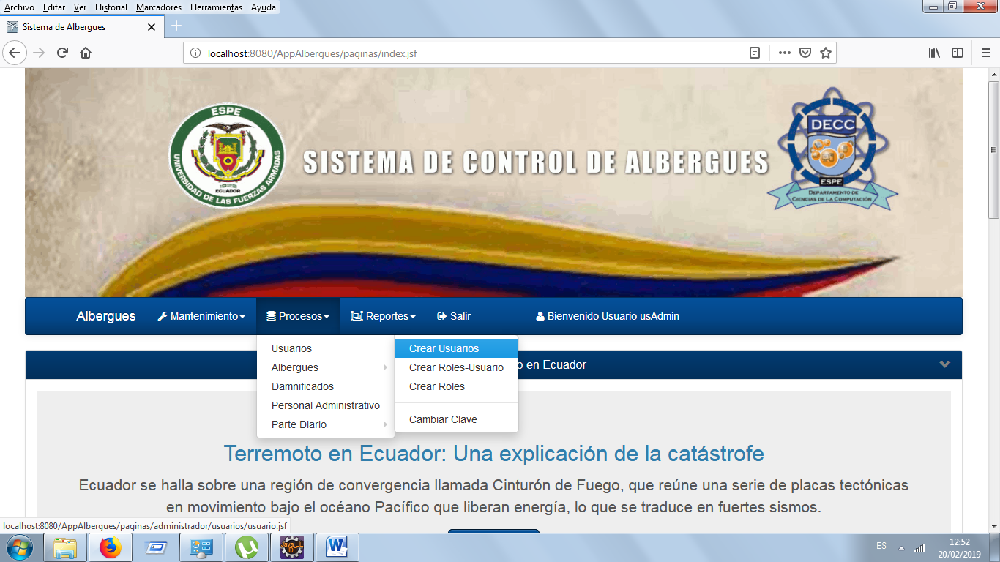 Archivo Editar Ver Historial Marcadores Herramientas Ayuda
Sistema de Albergues
localhost:8080/AppAlbergues/paginas/index.jsf
ESPE
UNIVERSIDAD DE LAS FUERZAS ARMADAS
1922
ECUADOR
SISTEMA DE CONTROL DE ALBERGUES
DECC
ESPE
DEPARTAMENTO DE
CIENCIAS DE LA COMPUTACIÓN
Albergues Mantenimiento Procesos Reportes Salir Bienvenido Usuario usAdmin
Usuarios
Albergues
Damnificados
Personal Administrativo
Parte Diario
Crear Usuarios
Crear Roles-Usuario
Crear Roles
Cambiar Clave
o en Ecuador
Terremoto en Ecuador: Una explicación de la catástrofe
Ecuador se halla sobre una región de convergencia llamada Cinturón de Fuego, que reúne una serie de placas tectónicas
en movimiento bajo el océano Pacífico que liberan energía, lo que se traduce en fuertes sismos.
localhost:8080/AppAlbergues/paginas/administrador/usuarios/usuario.jsf
Java EE
IDE
ES
12:52
20/02/2019